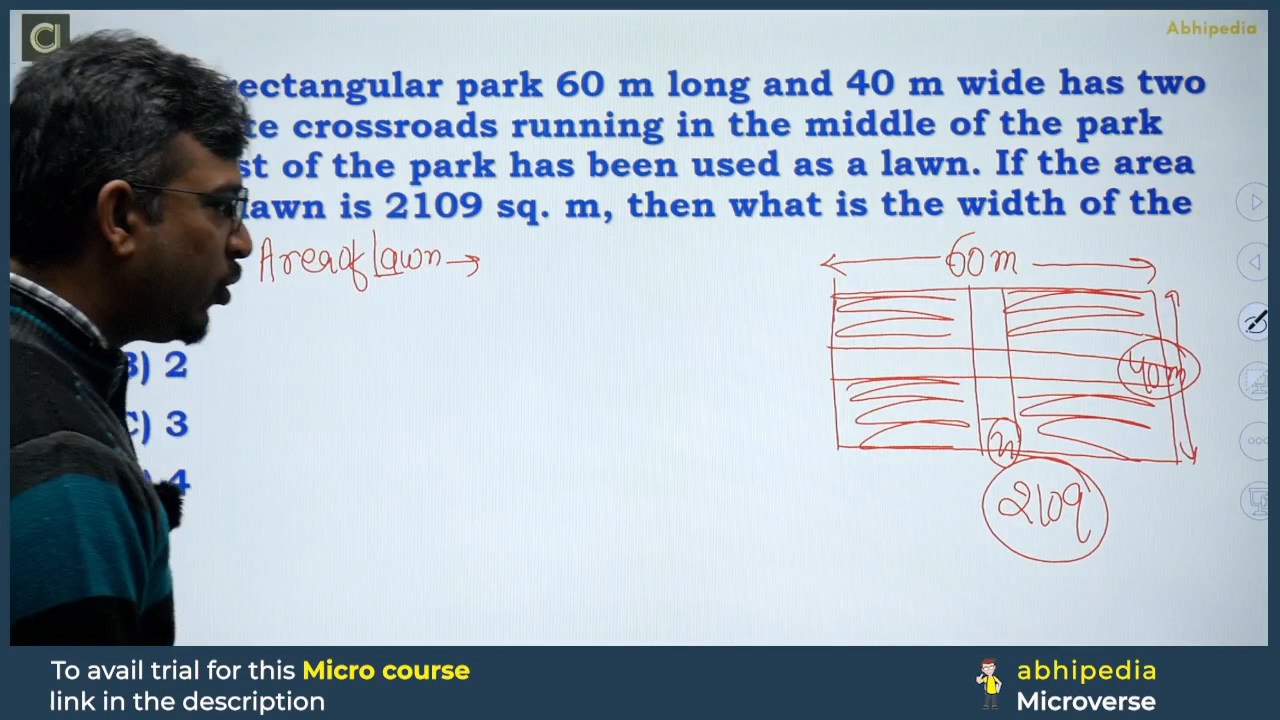 Abhipedia
rectangular park 60 m long and 40 m wide has two
te crossroads running in the middle of the park
st of the park has been used as a lawn. If the area
lawn is 2109 sq. m, then what is the width of the
Area of lawn →
60 m
40 m
B) 2
C) 3
4
2109
To avail trial for this Micro course
link in the description
abhipedia
Microverse